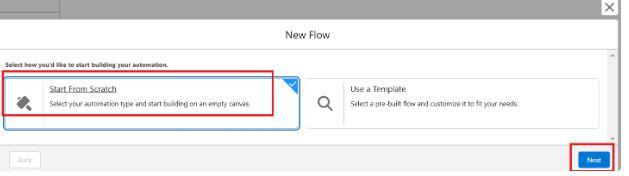 New Flow
Select how you'd like to start building your automation.
Start From Scratch
Select your automation type and start building on an empty canvas.
Use a Template
Select a pre-built flow and customize it to fit your needs.
Back
Next